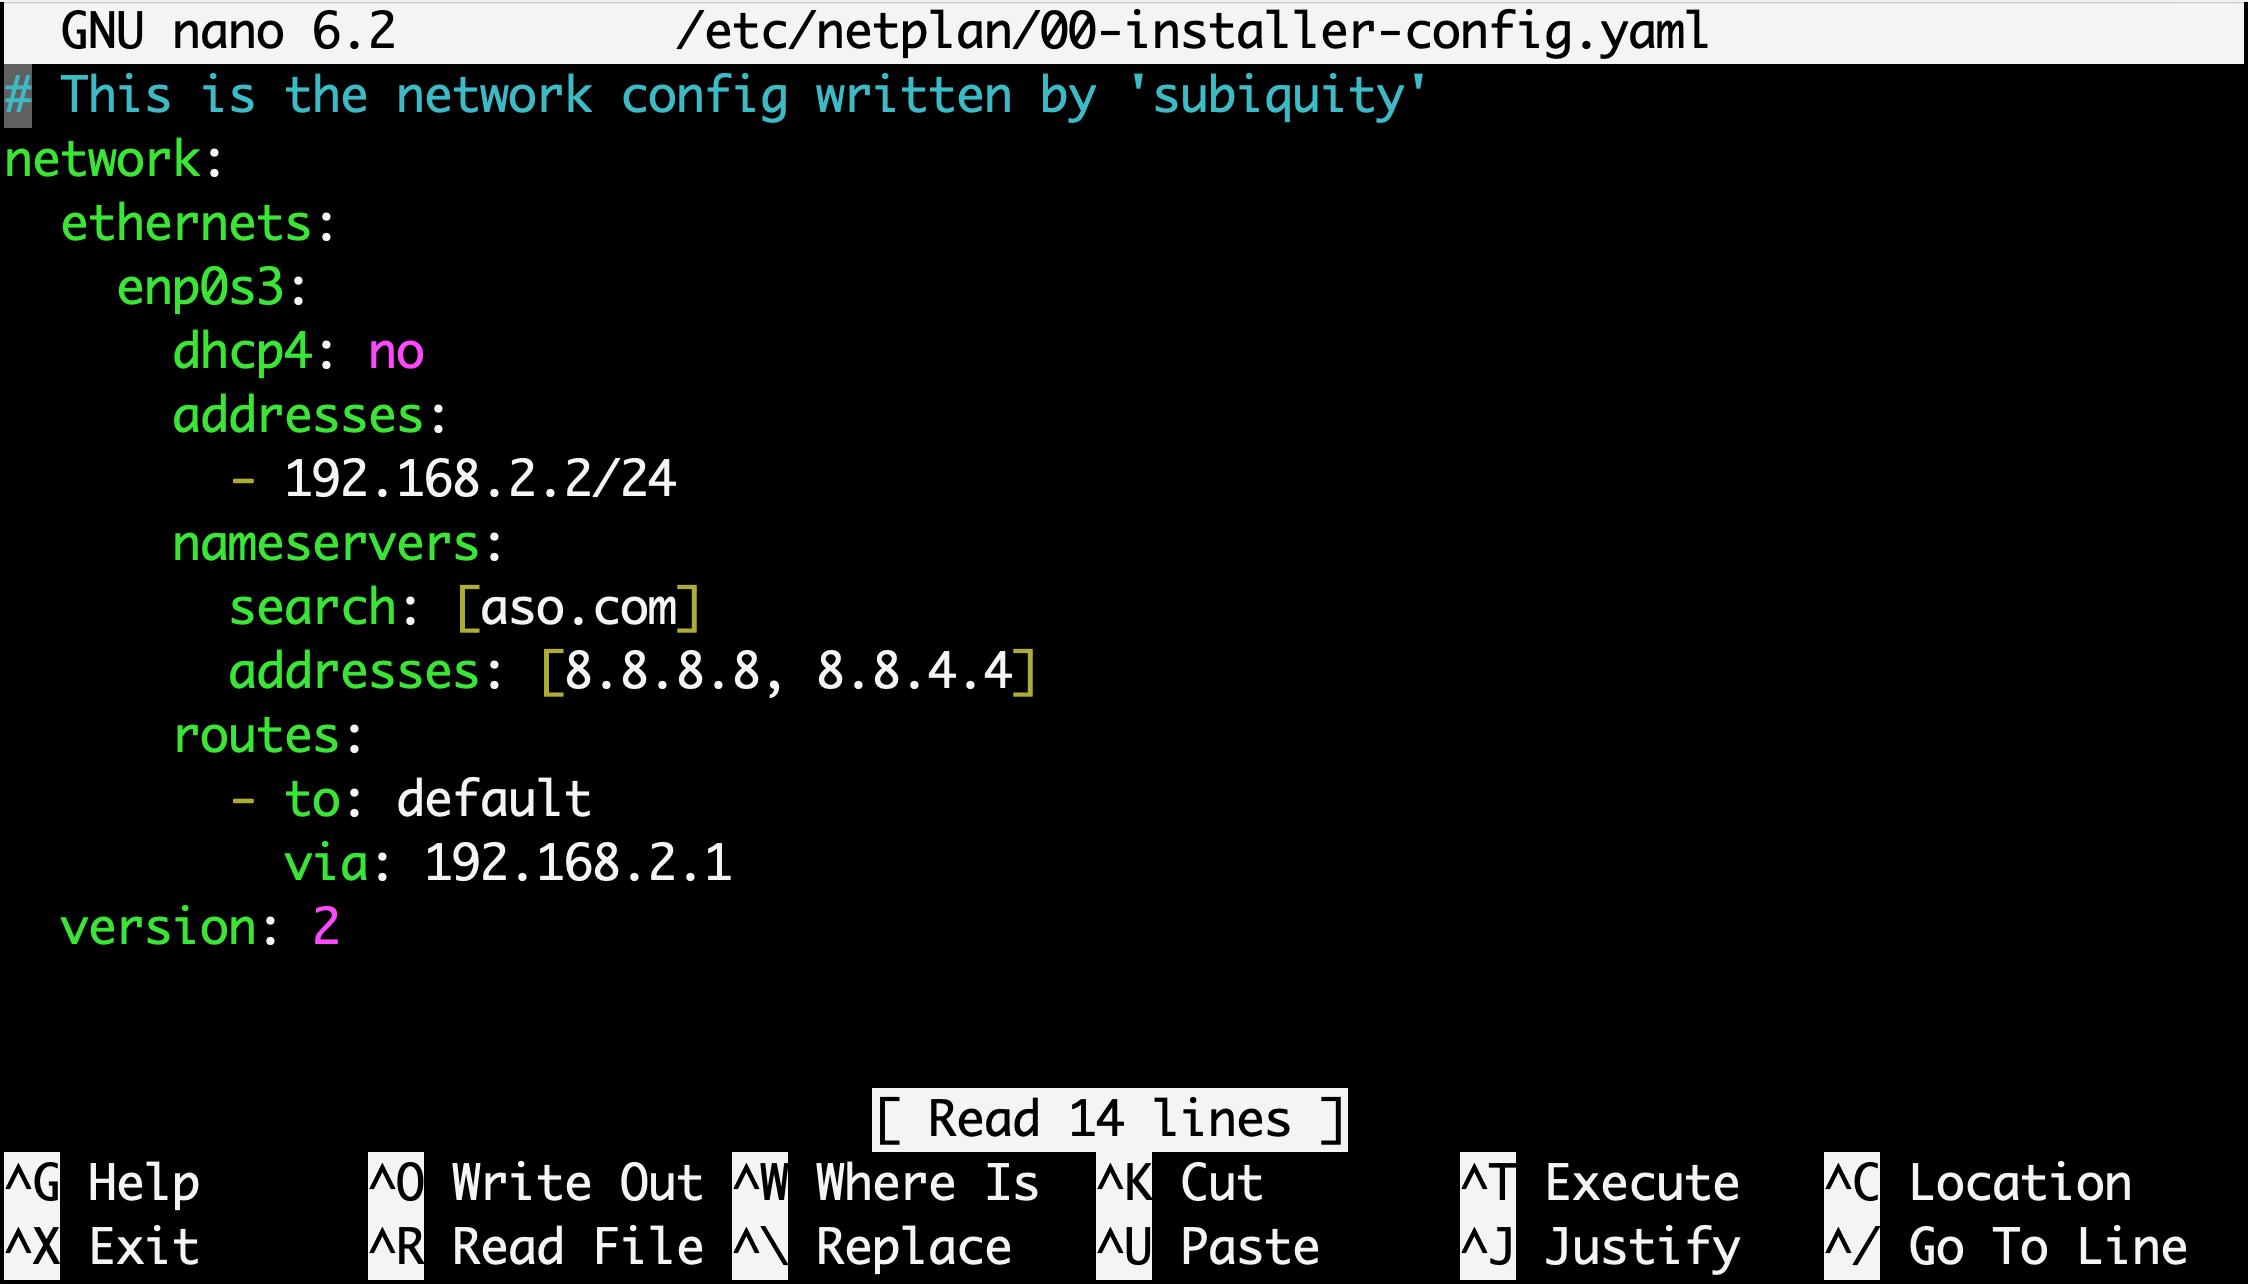 GNU nano 6.2 /etc/netplan/00-installer-config.yaml
# This is the network config written by 'subiquity'
network:
  ethernets:
    enp0s3:
      dhcp4: no
      addresses:
        - 192.168.2.2/24
      nameservers:
        search: [aso.com]
        addresses: [8.8.8.8, 8.8.4.4]
      routes:
        - to: default
          via: 192.168.2.1
  version: 2
[ Read 14 lines ]
^G Help ^O Write Out ^W Where Is ^K Cut ^T Execute ^C Location
^X Exit ^R Read File ^\ Replace ^U Paste ^J Justify ^/ Go To Line